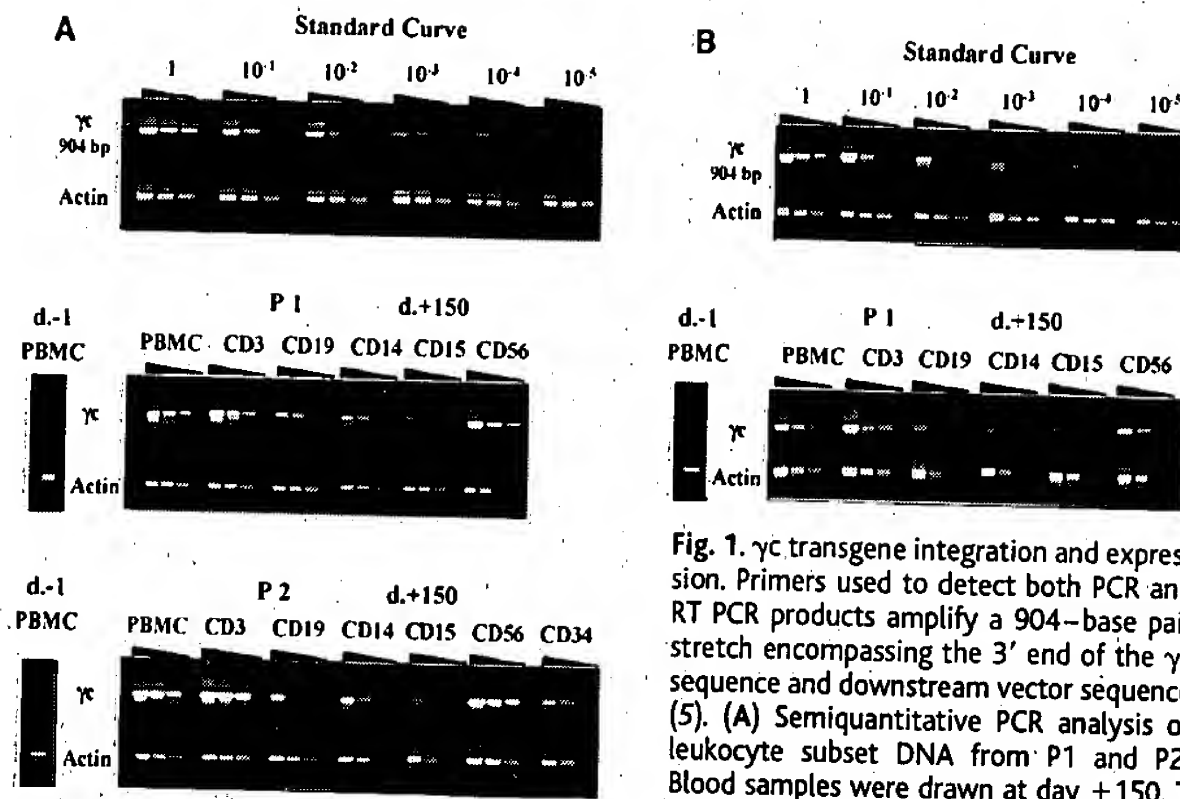 A
Standard Curve
1 10-1 10-2 10-3 10-4 10-5
γc
904 bp
Actin
P 1 d.+150
d.-1
PBMC
PBMC CD3 CD19 CD14 CD15 CD56
γc
Actin
P 2 d.+150
d.-1
PBMC
PBMC CD3 CD19 CD14 CD15 CD56 CD34
γc
Actin
B
Standard Curve
1 10-1 10-2 10-3 10-4 10-5
γc
904 bp
Actin
P 1 d.+150
d.-1
PBMC
PBMC CD3 CD19 CD14 CD15 CD56
γc
Actin
Fig. 1. γc transgene integration and expres
sion. Primers used to detect both PCR an
RT PCR products amplify a 904–base pai
stretch encompassing the 3′ end of the γ
sequence and downstream vector sequence
(5). (A) Semiquantitative PCR analysis o
leukocyte subset DNA from P1 and P2
Blood samples were drawn at day +150.